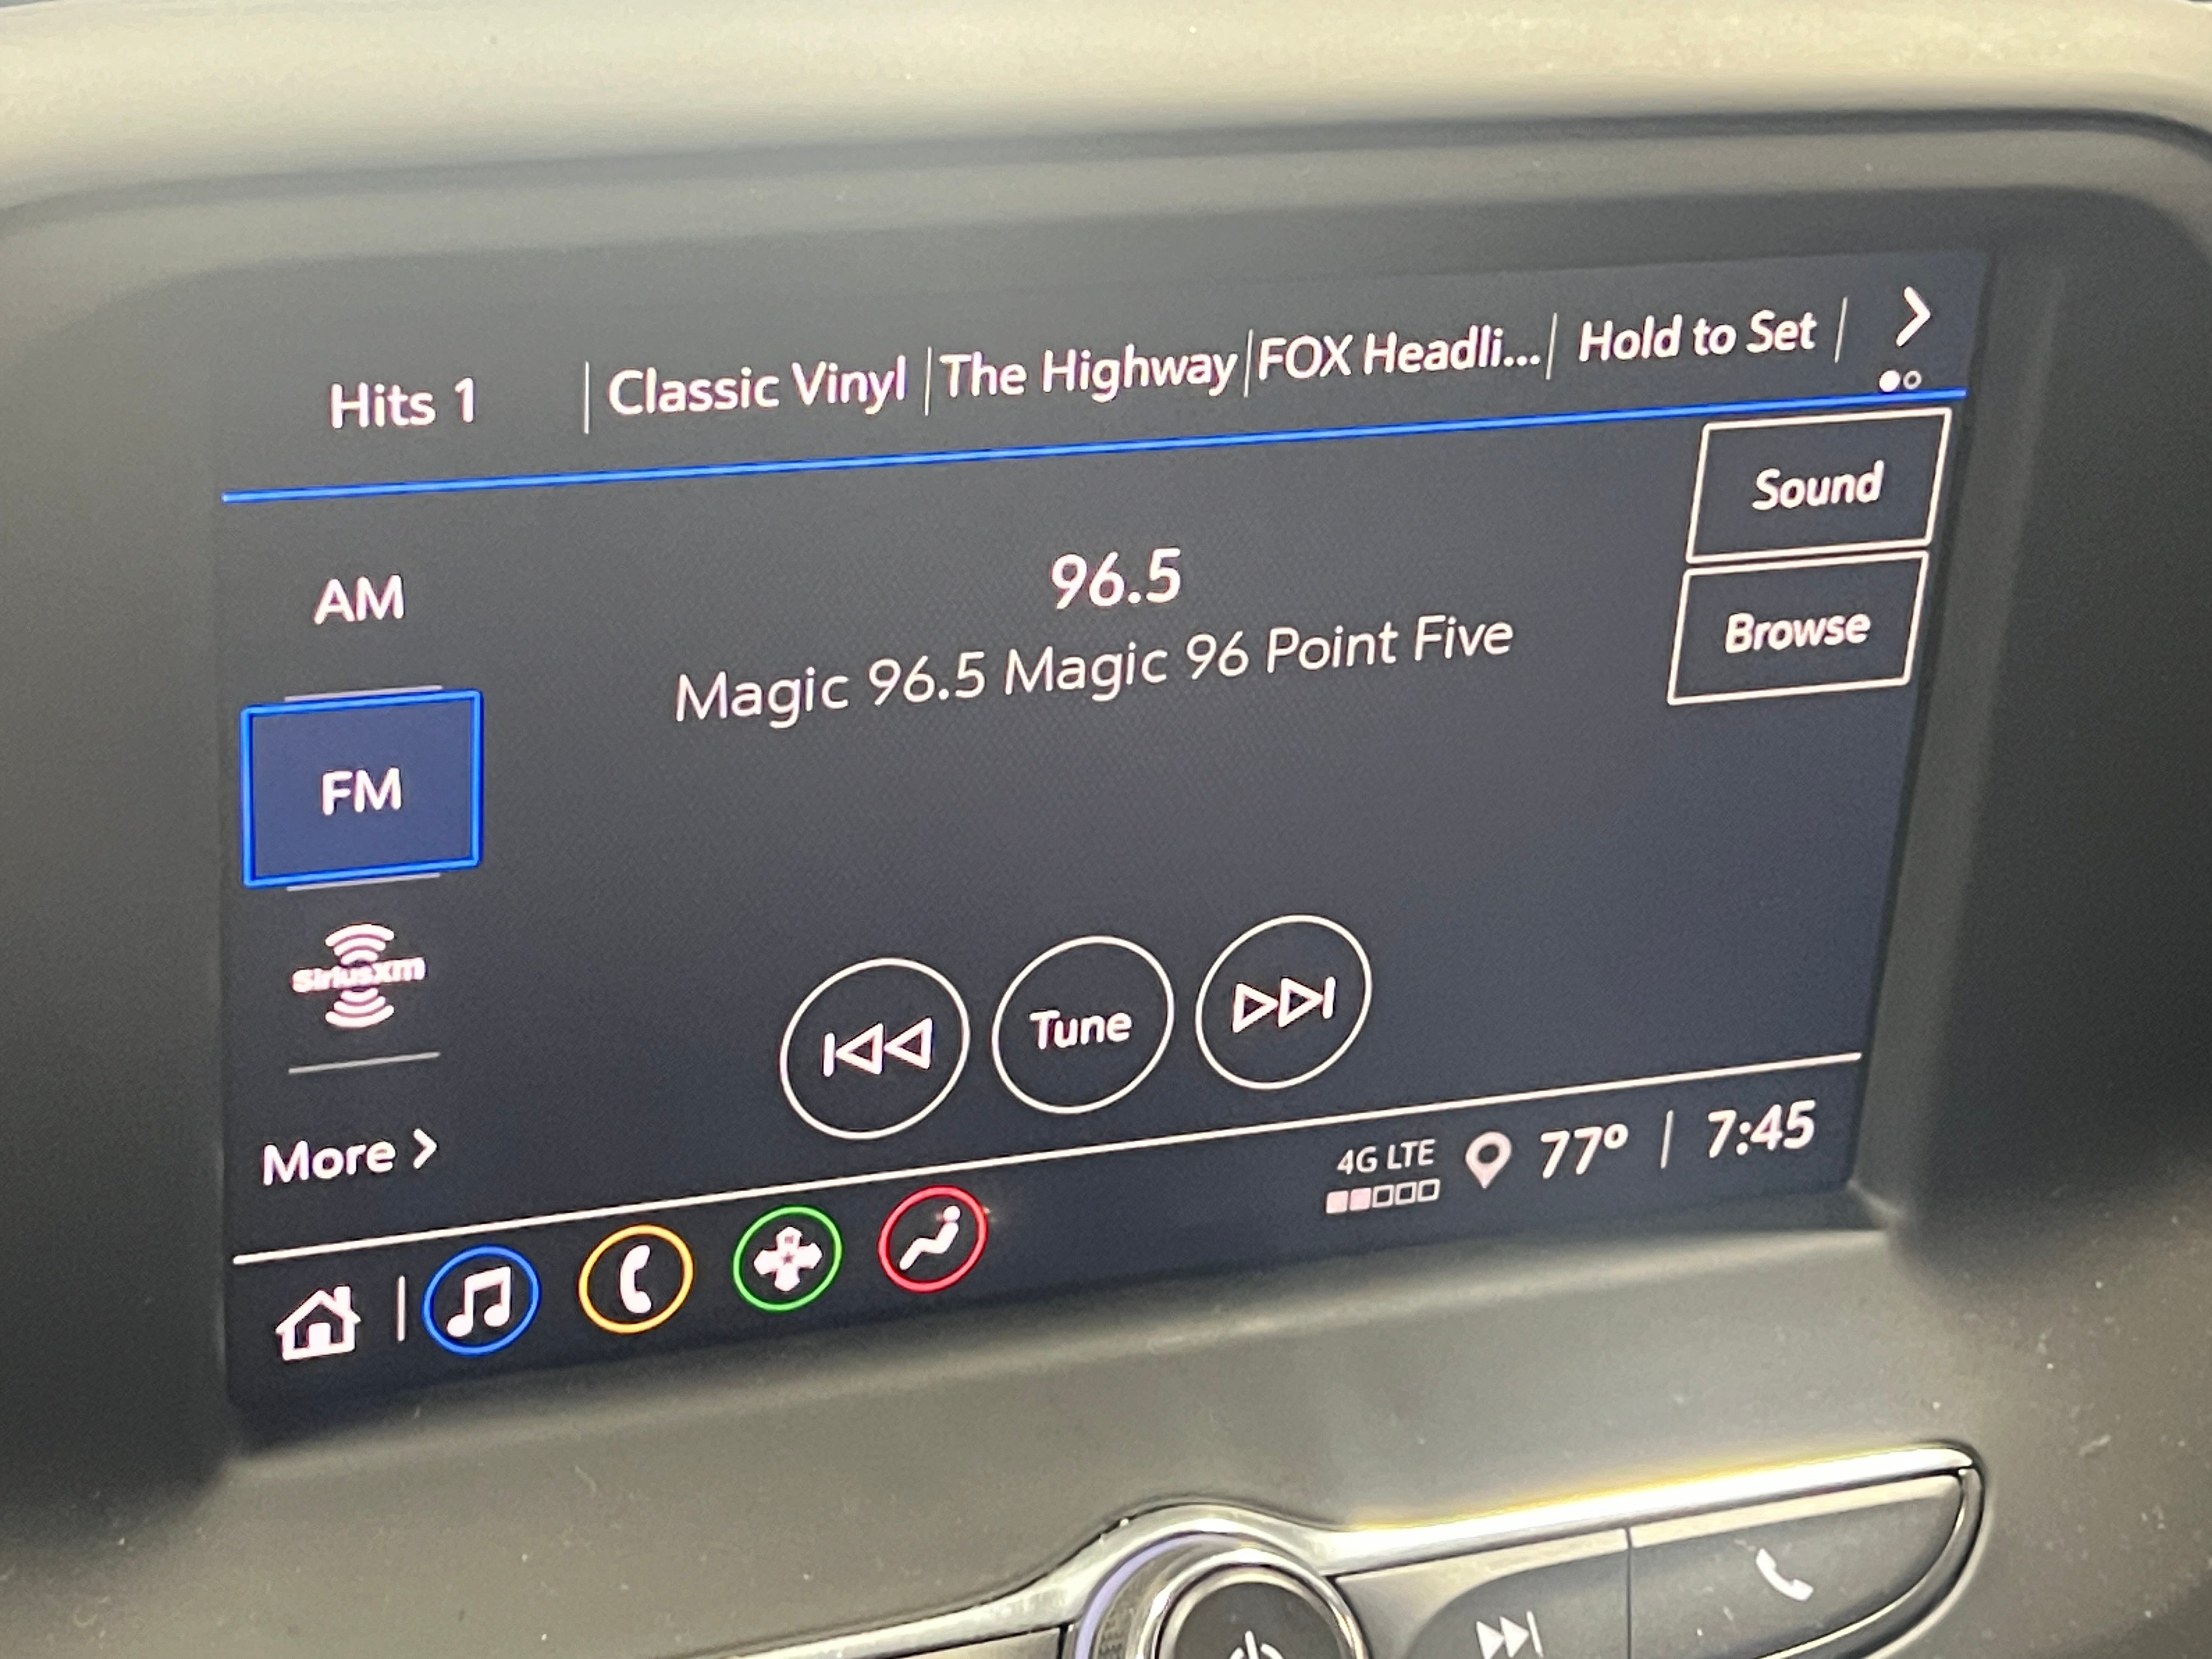 Hits 1 | Classic Vinyl | The Highway | FOX Headli... | Hold to Set |
Sound
96.5
Browse
AM
Magic 96.5 Magic 96 Point Five
FM
SiriusXM
Tune
More >
4G LTE 77° | 7:45